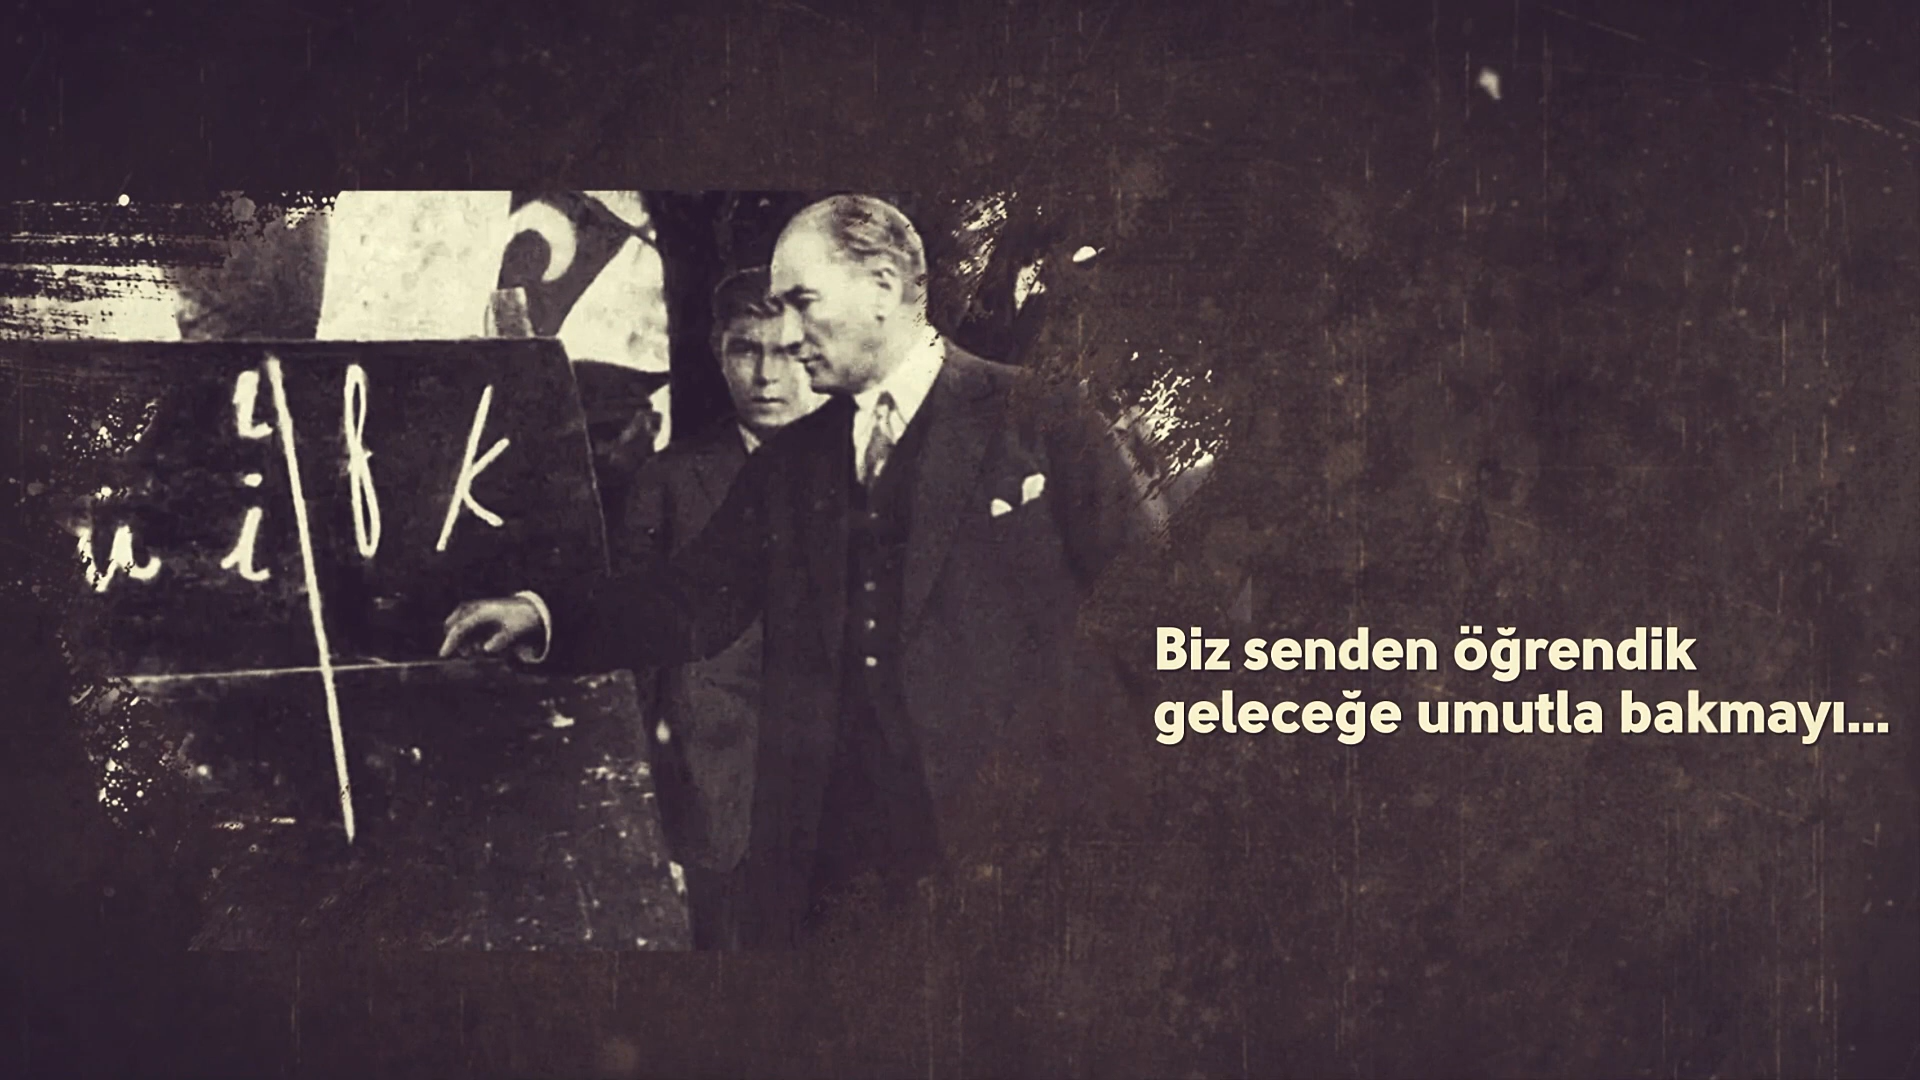 f k
u i
Biz senden öğrendik
geleceğe umutla bakmayı...